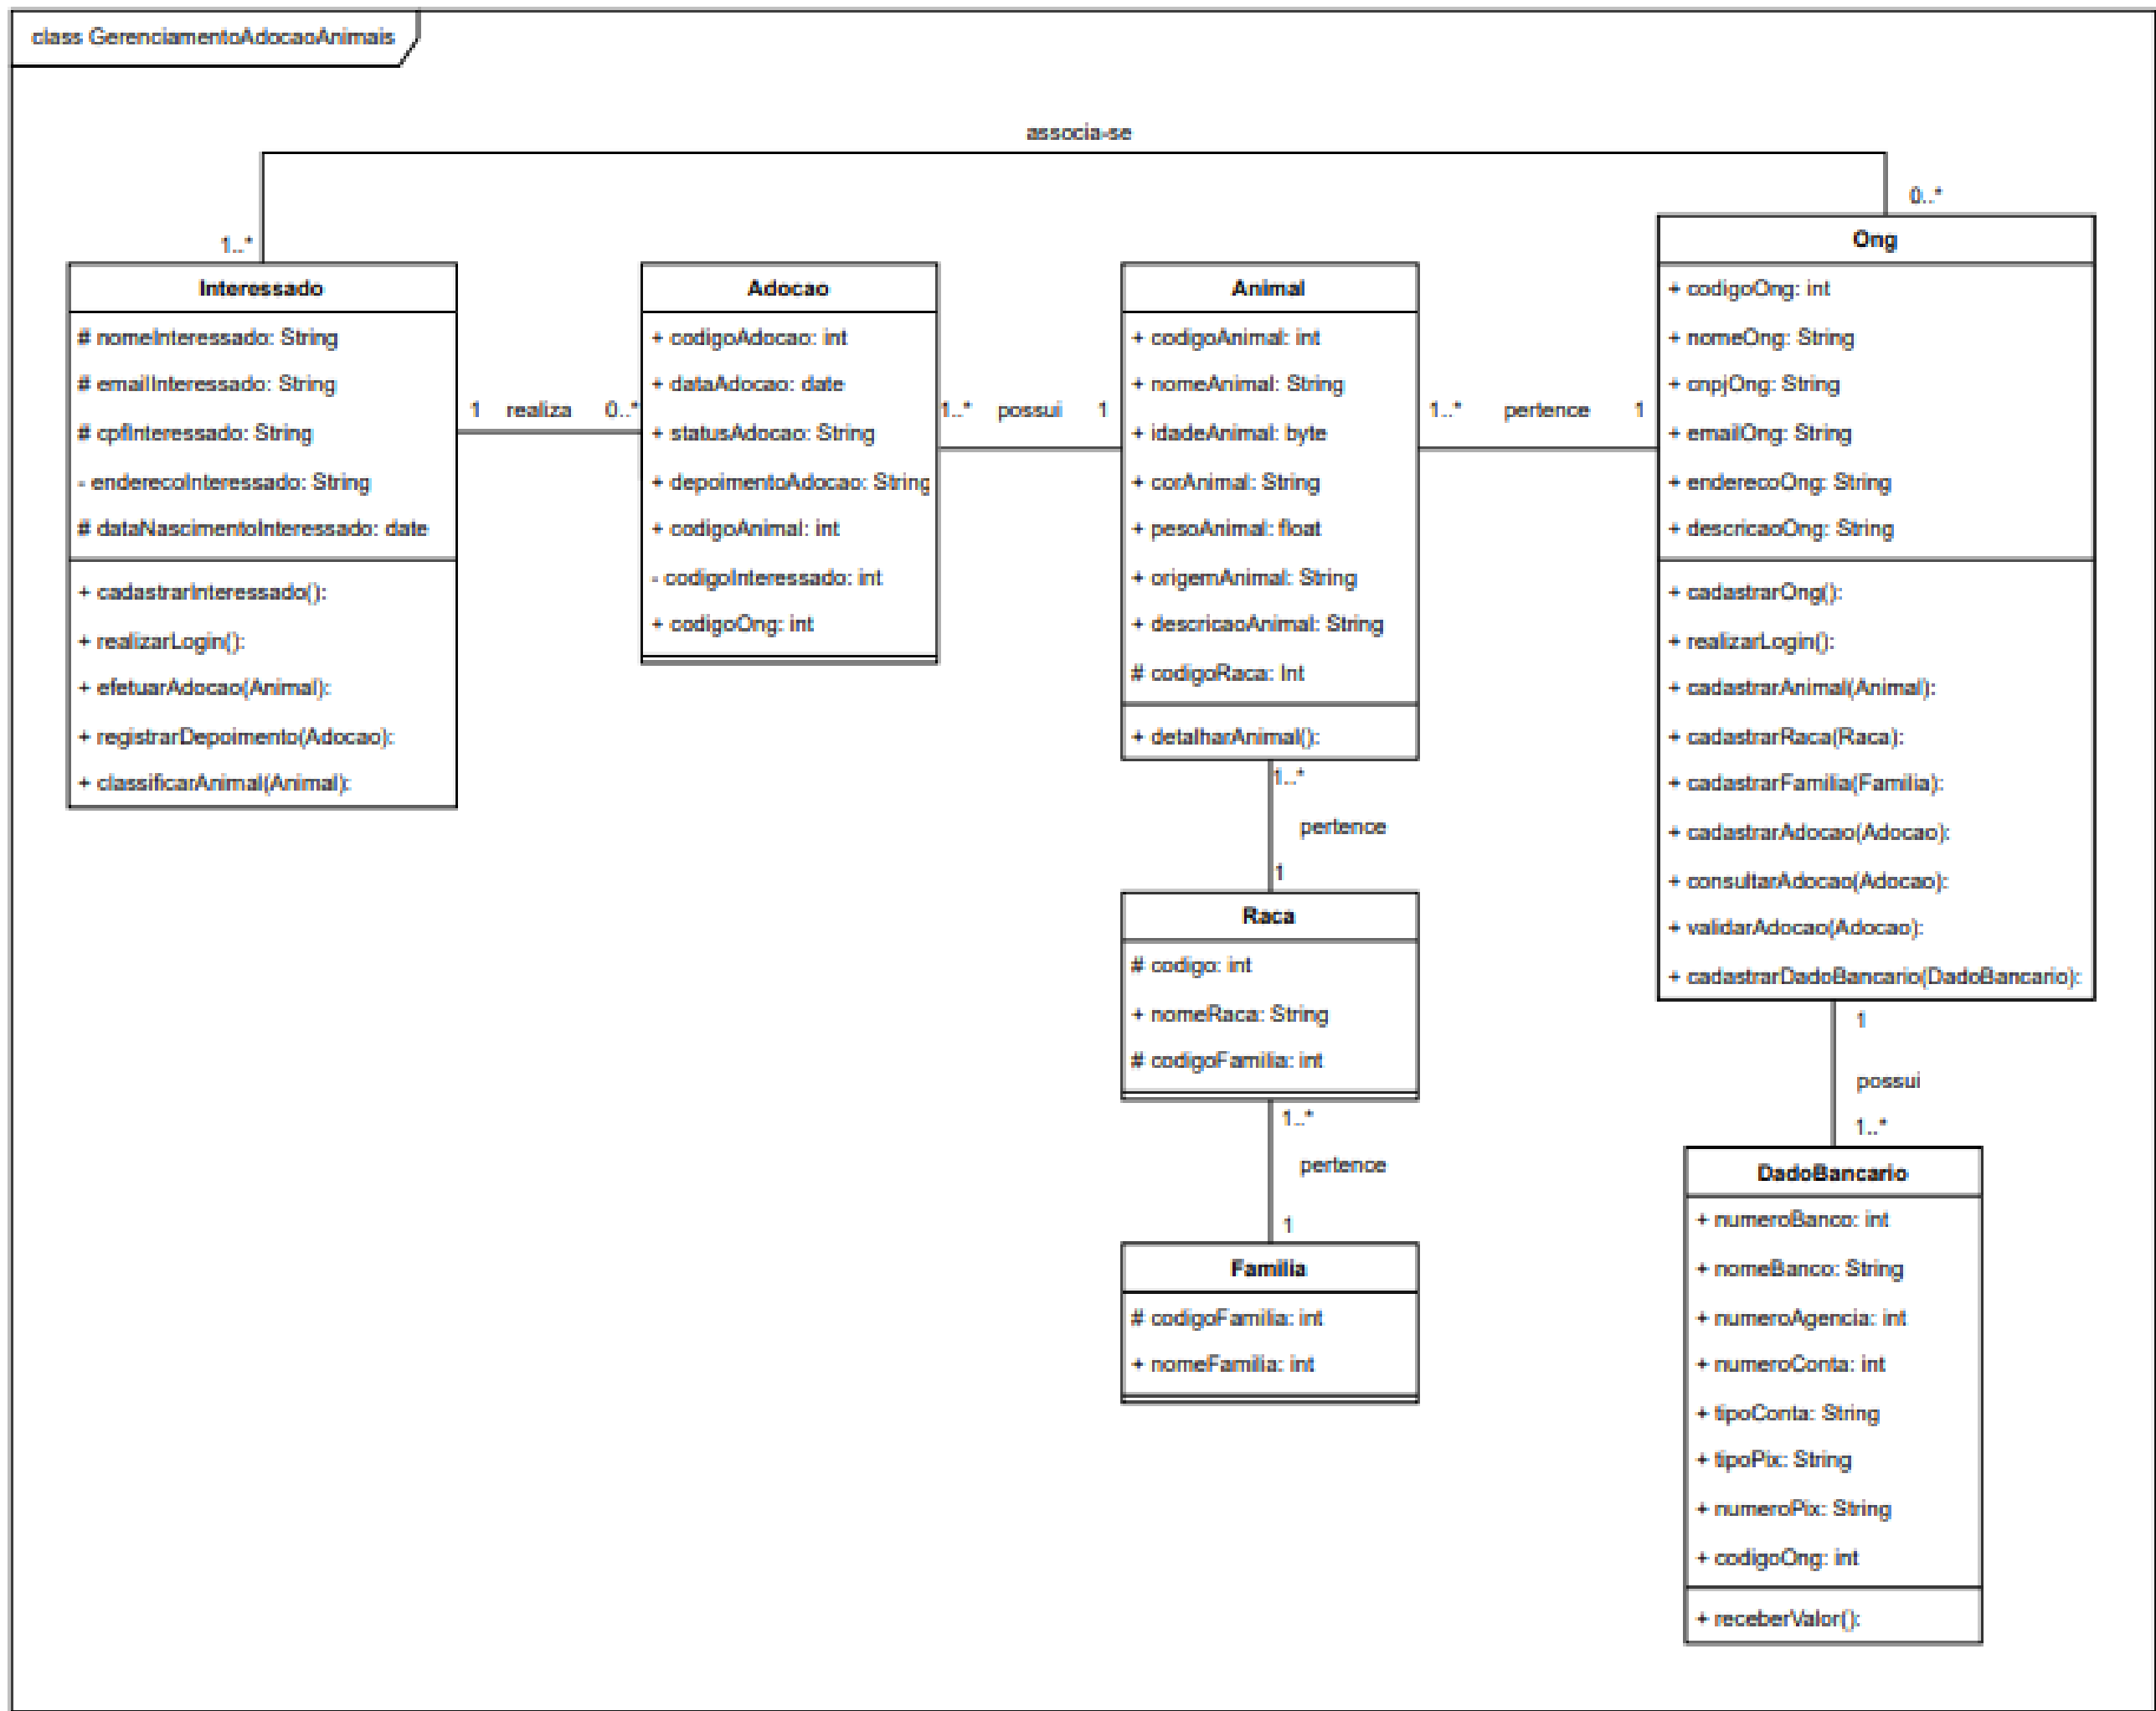 class GerenciamentoAdocaoAnimais
associa-se
1..*
0..*
Interessado
# nomeInteressado: String
# emailInteressado: String
# cpfInteressado: String
- enderecoInteressado: String
# dataNascimentoInteressado: date
+ cadastrarInteressado():
+ realizarLogin():
+ efetuarAdocao(Animal):
+ registrarDepoimento(Adocao):
+ classificarAnimal(Animal):
1 realiza 0..*
Adocao
+ codigoAdocao: int
+ dataAdocao: date
+ statusAdocao: String
+ depoimentoAdocao: String
+ codigoAnimal: int
- codigoInteressado: int
+ codigoOng: int
1..* possui 1
Animal
+ codigoAnimal: int
+ nomeAnimal: String
+ idadeAnimal: byte
+ corAnimal: String
+ pesoAnimal: float
+ origemAnimal: String
+ descricaoAnimal: String
# codigoRaca: Int
+ detalharAnimal():
1..* pertence 1
Ong
+ codigoOng: int
+ nomeOng: String
+ cnpjOng: String
+ emailOng: String
+ enderecoOng: String
+ descricaoOng: String
+ cadastrarOng():
+ realizarLogin():
+ cadastrarAnimal(Animal):
+ cadastrarRaca(Raca):
+ cadastrarFamilia(Familia):
+ cadastrarAdocao(Adocao):
+ consultarAdocao(Adocao):
+ validarAdocao(Adocao):
+ cadastrarDadoBancario(DadoBancario):
1..*
pertence
1
Raca
# codigo: int
+ nomeRaca: String
# codigoFamilia: int
1..*
pertence
1
Familia
# codigoFamilia: int
+ nomeFamilia: int
1
possui
1..*
DadoBancario
+ numeroBanco: int
+ nomeBanco: String
+ numeroAgencia: int
+ numeroConta: int
+ tipoConta: String
+ tipoPix: String
+ numeroPix: String
+ codigoOng: int
+ receberValor():